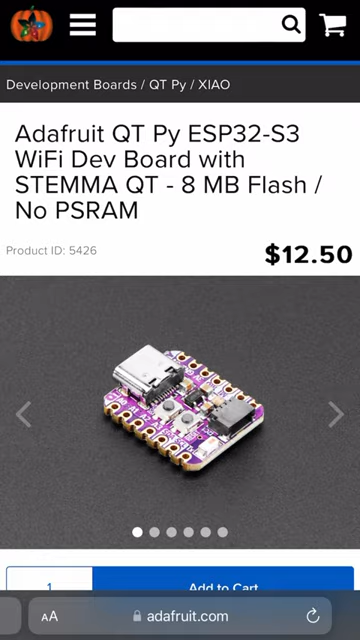 Development Boards / QT Py / XIAO
Adafruit QT Py ESP32-S3
WiFi Dev Board with
STEMMA QT - 8 MB Flash /
No PSRAM
Product ID: 5426
$12.50
1
Add to Cart
AA
adafruit.com